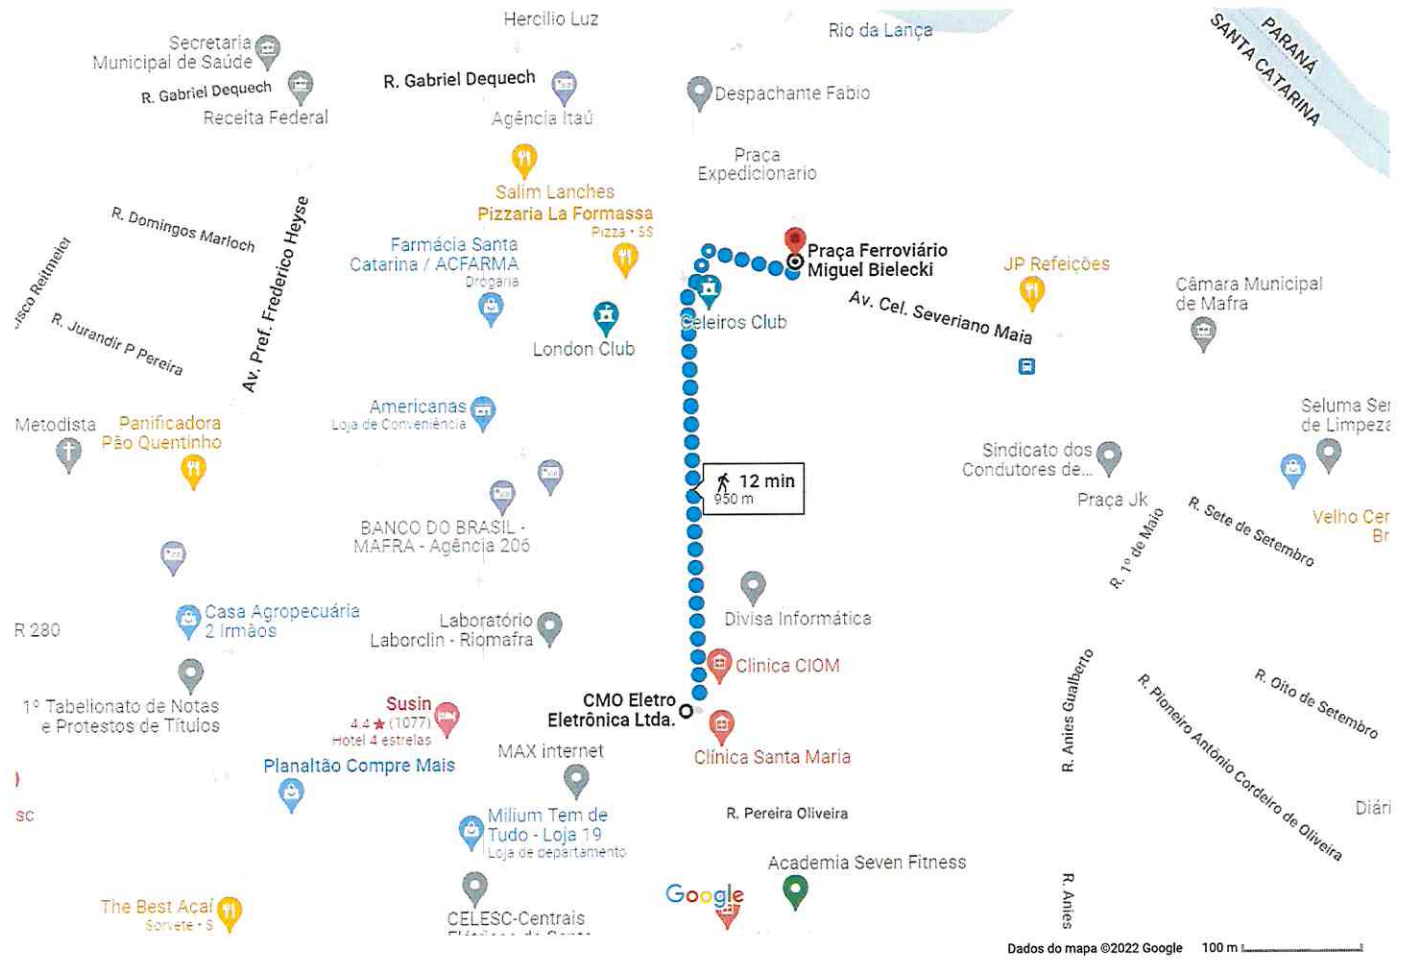 Hercilio Luz
Rio da Lança
PARANÁ
SANTA CATARINA
Secretaria
Municipal de Saúde
R. Gabriel Dequech
Receita Federal
R. Gabriel Dequech
Agência Itaú
Despachante Fabio
Praça
Expedicionario
Salim Lanches
Pizzaria La Formassa
Pizza • $$
R. Domingos Marloch
Av. Pref. Frederico Heyse
Farmácia Santa
Catarina / ACFARMA
Drogaria
Praça Ferroviário
Miguel Bielecki
JP Refeições
Câmara Municipal
de Mafra
isco Reitmeier
R. Jurandir P Pereira
London Club
Celeiros Club
Av. Cel. Severiano Maia
Metodista
Panificadora
Pão Quentinho
Americanas
Loja de Conveniência
Seluma Ser
de Limpeza
Sindicato dos
Condutores de...
Praça Jk
12 min
950 m
R. 1º de Maio
R. Sete de Setembro
Velho Cer
Br
BANCO DO BRASIL -
MAFRA - Agência 206
Casa Agropecuária
2 Irmãos
R 280
Laboratório
Laborclin - Riomafra
Divisa Informática
Clinica CIOM
1º Tabelionato de Notas
e Protestos de Títulos
Susin
4,4 ★ (1077)
Hotel 4 estrelas
CMO Eletro
Eletrônica Ltda.
Clínica Santa Maria
R. Anies Gualberto
R. Pioneiro Antônio Cordeiro de Oliveira
R. Oito de Setembro
MAX internet
Planaltão Compre Mais
sc
Milium Tem de
Tudo - Loja 19
Loja de departamento
R. Pereira Oliveira
Diári
Academia Seven Fitness
Google
R. Anies
The Best Açaí
Sorvete • $
CELESC-Centrais
Dados do mapa ©2022 Google
100 m